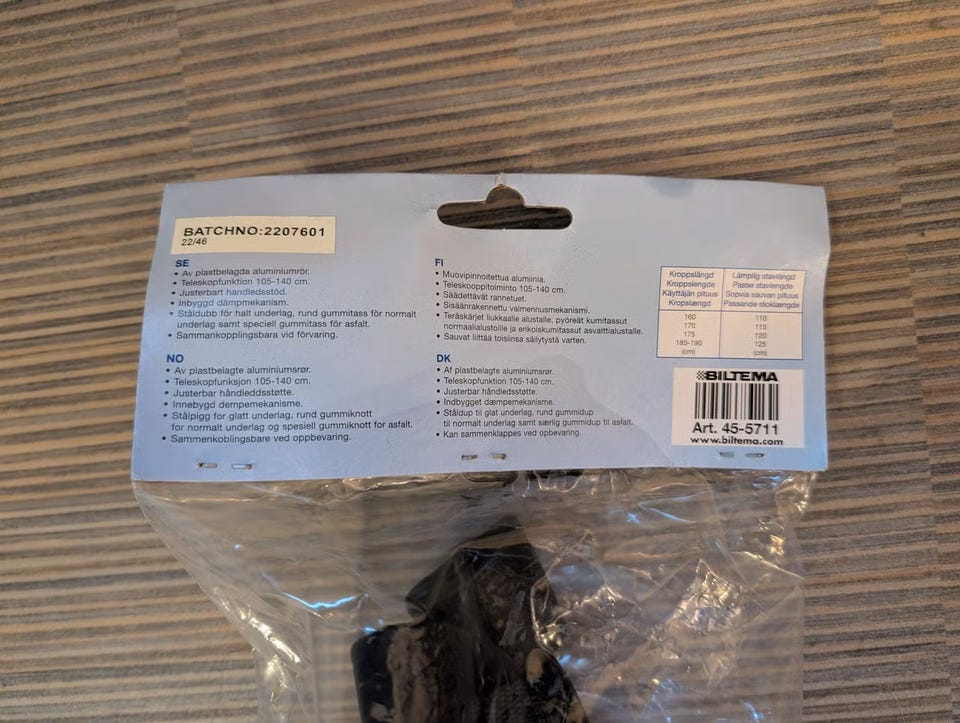 BATCHNO:2207601
22/46
SE
• Av plastbelagda aluminiumrör.
• Teleskopfunktion 105-140 cm.
• Justerbart handledsstöd.
• Inbyggd dämpmekanism.
• Ståldubb för halt underlag, rund gummitass för normalt
underlag samt speciell gummitass för asfalt.
• Sammankopplingsbara vid förvaring.
NO
• Av plastbelagte aluminiumsrør.
• Teleskopfunksjon 105-140 cm.
• Justerbar håndleddsstøtte.
• Innebygd dempemekanisme.
• Stålpigg for glatt underlag, rund gummiknott
for normalt underlag og spesiell gummiknott for asfalt.
• Sammenkoblingsbare ved oppbevaring.
FI
• Muovipinnoitettua alumiinia.
• Teleskooppitoiminto 105-140 cm.
• Säädettävät rannetuet.
• Sisäänrakennettu vaimennusmekanismi.
• Teräskärjet liukkaalle alustalle, pyöreät kumitassut
normaalialustoille ja erikoiskumitassut asvalttialustalle.
• Sauvat liittää toisiinsa säilytystä varten.
DK
• Af plastbelagte aluminiumsrør.
• Teleskopfunktion 105-140 cm.
• Justerbar håndledsstøtte.
• Indbygget dæmpemekanisme.
• Ståldup til glat underlag, rund gummidup
til normalt underlag samt særlig gummidup til asfalt.
• Kan sammenklappes ved opbevaring.
Kroppslängd Lämplig stavlängd
Kroppslengde Passe stavlengde
Käyttäjän pituus Sopvia sauvan pituus
Kropslængd Passande stoklængde
160 110
170 115
175 120
185-190 125
(cm) (cm)
BILTEMA
Art. 45-5711
www.biltema.com